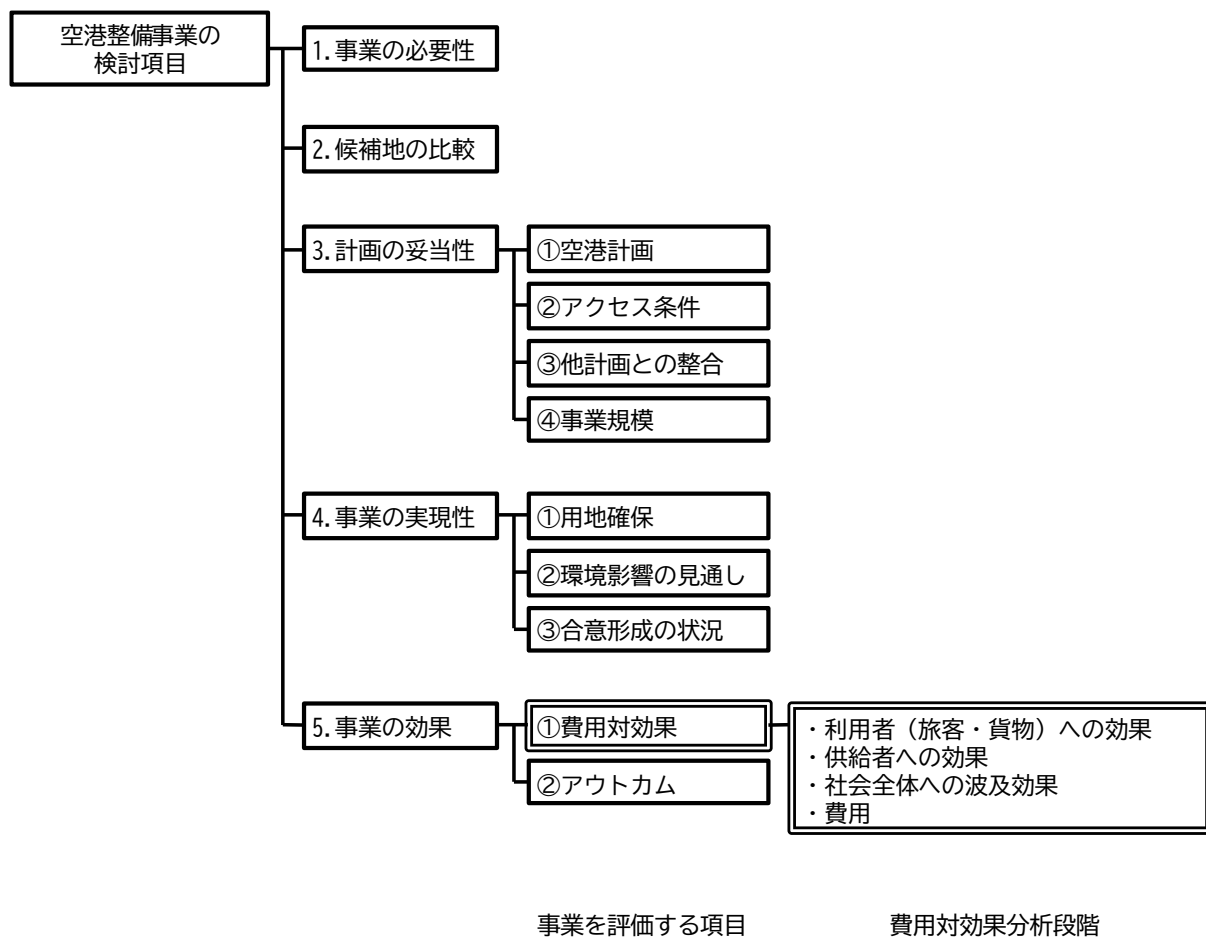 空港整備事業の
検討項目
1.事業の必要性
2.候補地の比較
3.計画の妥当性
①空港計画
②アクセス条件
③他計画との整合
④事業規模
4.事業の実現性
①用地確保
②環境影響の見通し
③合意形成の状況
5.事業の効果
①費用対効果
②アウトカム
・利用者（旅客・貨物）への効果
・供給者への効果
・社会全体への波及効果
・費用
事業を評価する項目
費用対効果分析段階